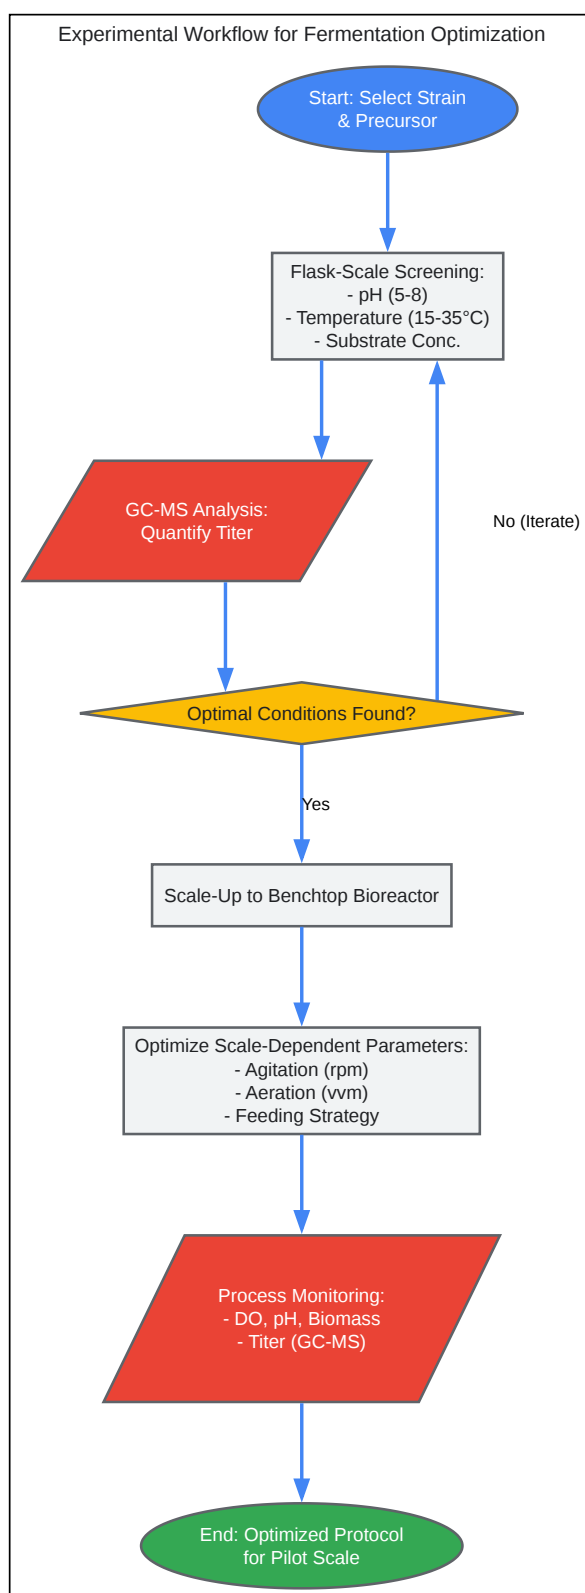 Experimental Workflow for Fermentation Optimization
Start: Select Strain
& Precursor
Flask-Scale Screening:
- pH (5-8)
- Temperature (15-35°C)
- Substrate Conc.
GC-MS Analysis:
Quantify Titer
No (Iterate)
Optimal Conditions Found?
Yes
Scale-Up to Benchtop Bioreactor
Optimize Scale-Dependent Parameters:
- Agitation (rpm)
- Aeration (vvm)
- Feeding Strategy
Process Monitoring:
- DO, pH, Biomass
- Titer (GC-MS)
End: Optimized Protocol
for Pilot Scale